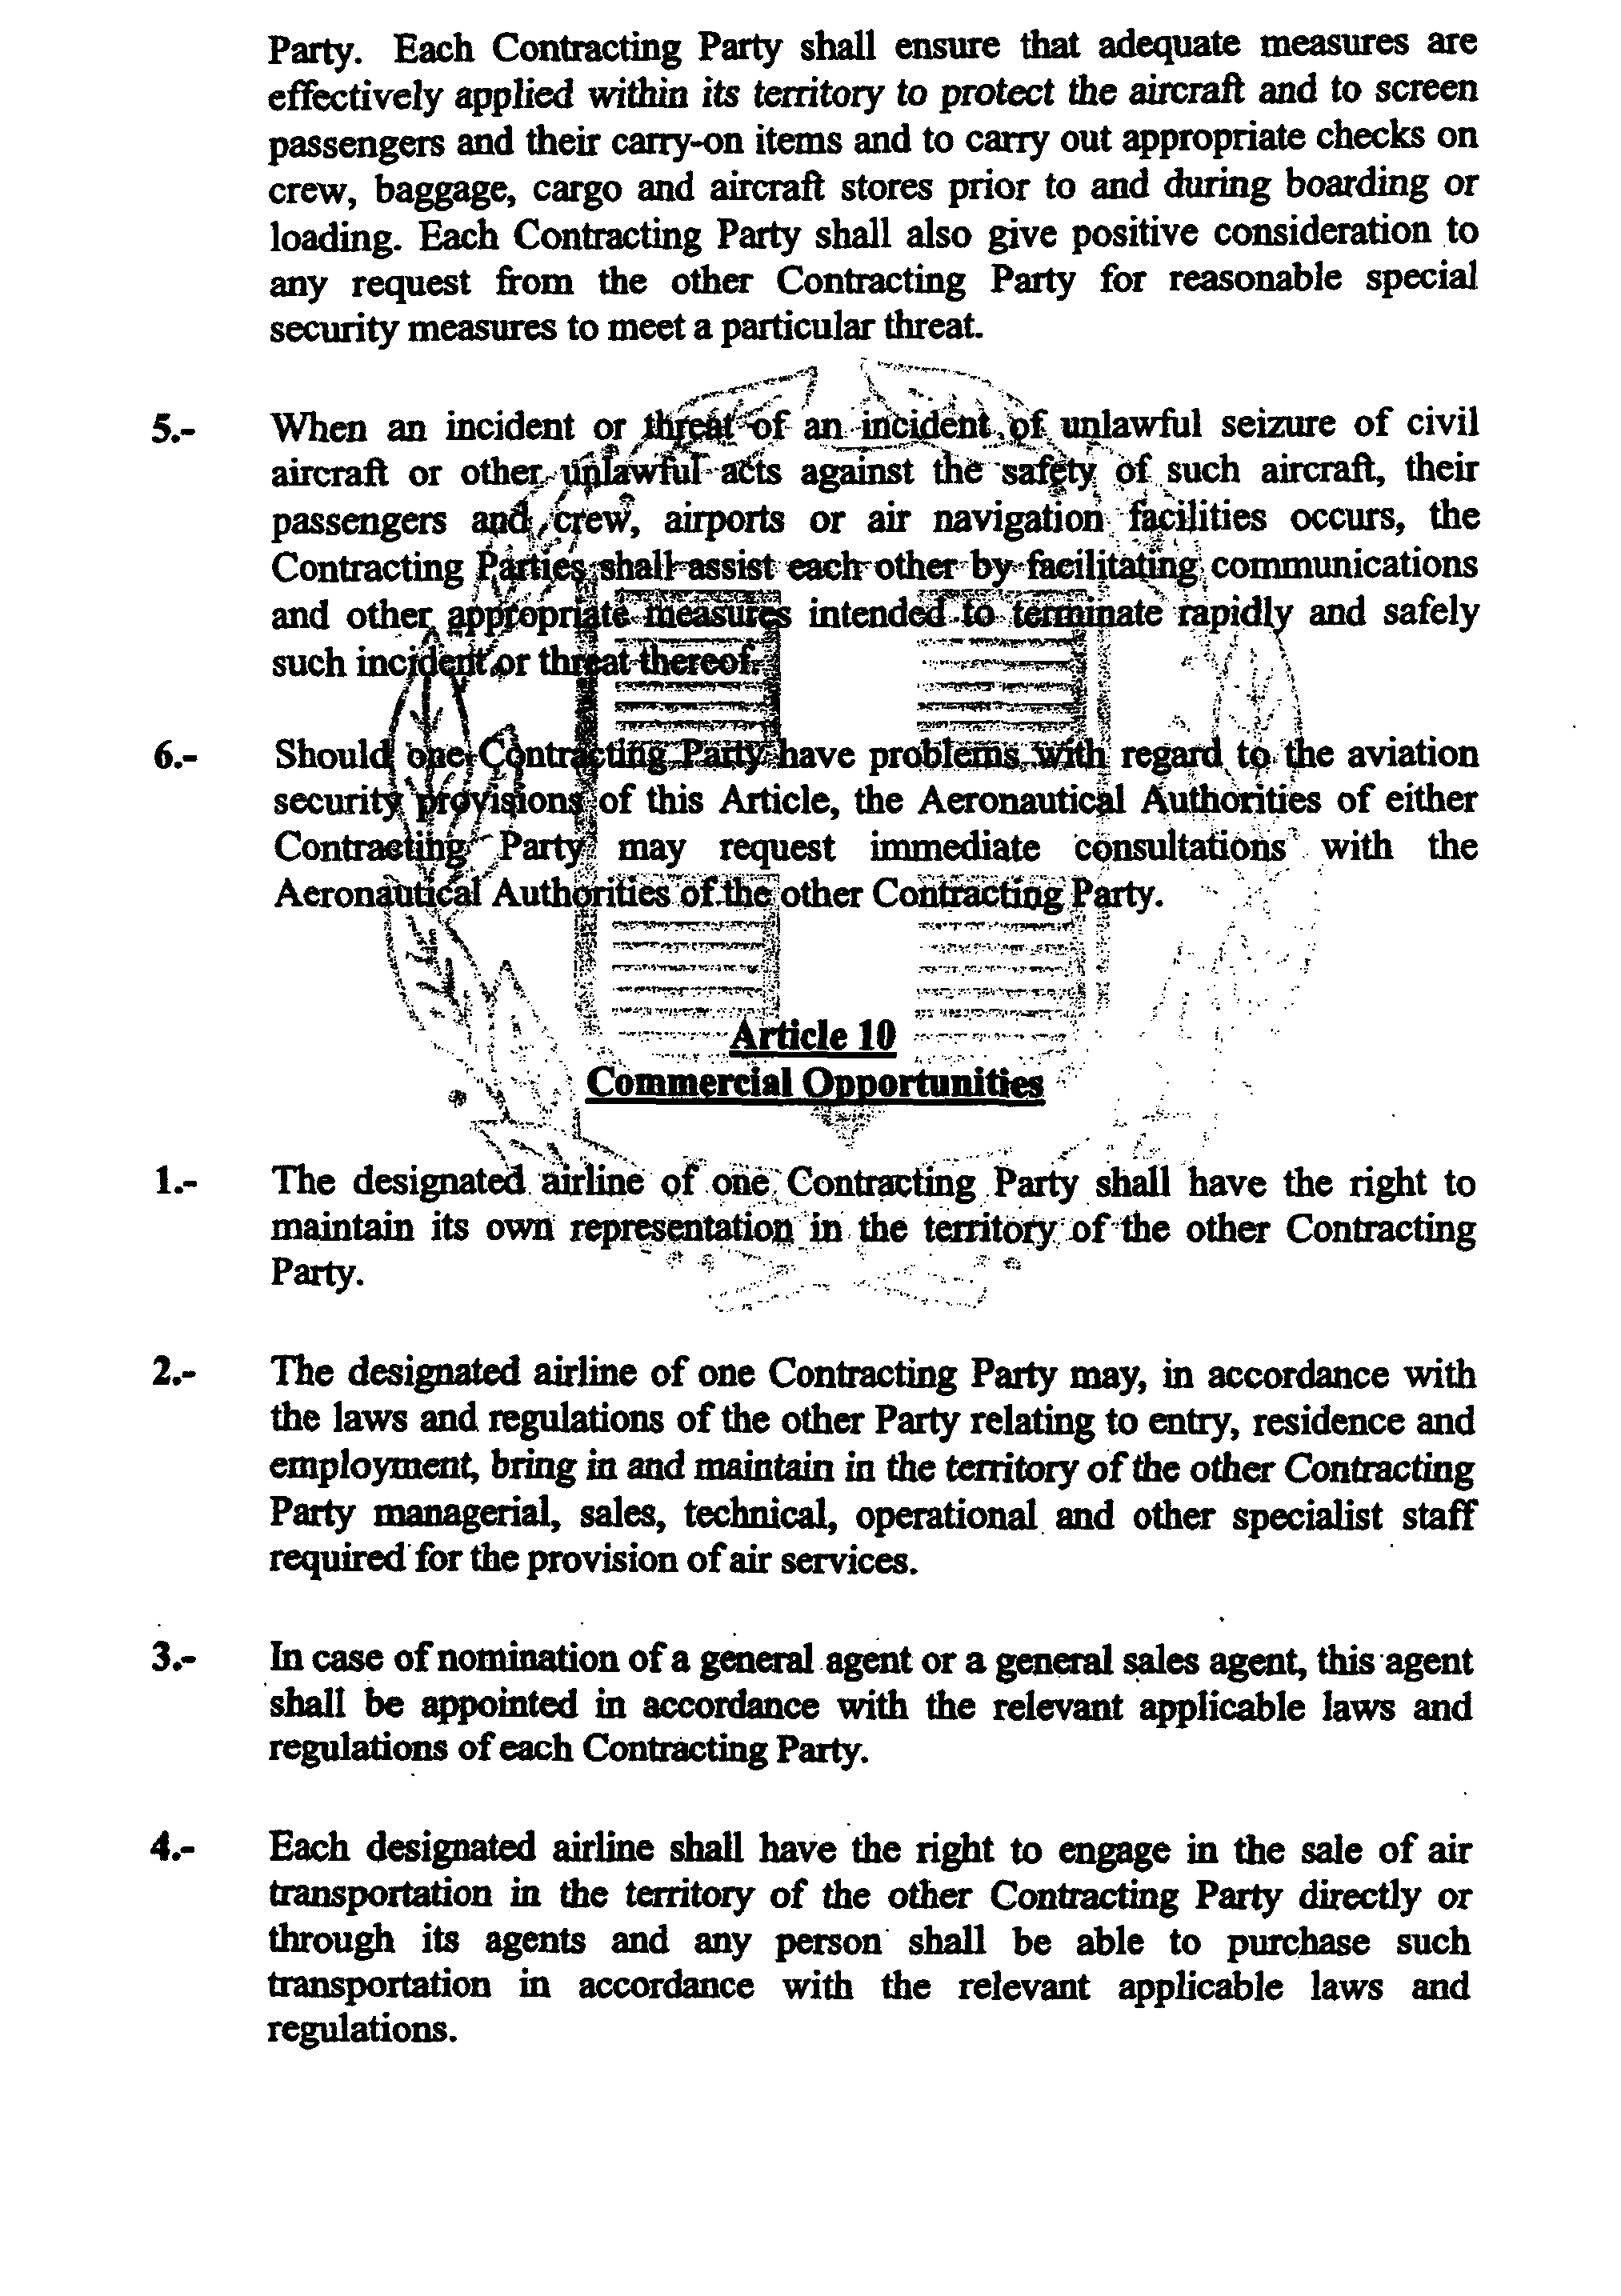 Party. Each Contracting Party shall ensure that adequate measures are
effectively applied within its territory to protect the aircraft and to screen
passengers and their carry-on items and to carry out appropriate checks on
crew, baggage, cargo and aircraft stores prior to and during boarding or
loading. Each Contracting Party shall also give positive consideration to
any request from the other Contracting Party for reasonable special
security measures to meet a particular threat.
5.- When an incident or threat of an incident of unlawful seizure of civil
aircraft or other unlawful acts against the safety of such aircraft, their
passengers and crew, airports or air navigation facilities occurs, the
Contracting Parties shall assist each other by facilitating communications
and other appropriate measures intended to terminate rapidly and safely
such incident or threat thereof.
6.- Should one Contracting Party have problems with regard to the aviation
security provisions of this Article, the Aeronautical Authorities of either
Contracting Party may request immediate consultations with the
Aeronautical Authorities of the other Contracting Party.
Article 10
Commercial Opportunities
1.- The designated airline of one Contracting Party shall have the right to
maintain its own representation in the territory of the other Contracting
Party.
2.- The designated airline of one Contracting Party may, in accordance with
the laws and regulations of the other Party relating to entry, residence and
employment, bring in and maintain in the territory of the other Contracting
Party managerial, sales, technical, operational and other specialist staff
required for the provision of air services.
3.- In case of nomination of a general agent or a general sales agent, this agent
shall be appointed in accordance with the relevant applicable laws and
regulations of each Contracting Party.
4.- Each designated airline shall have the right to engage in the sale of air
transportation in the territory of the other Contracting Party directly or
through its agents and any person shall be able to purchase such
transportation in accordance with the relevant applicable laws and
regulations.